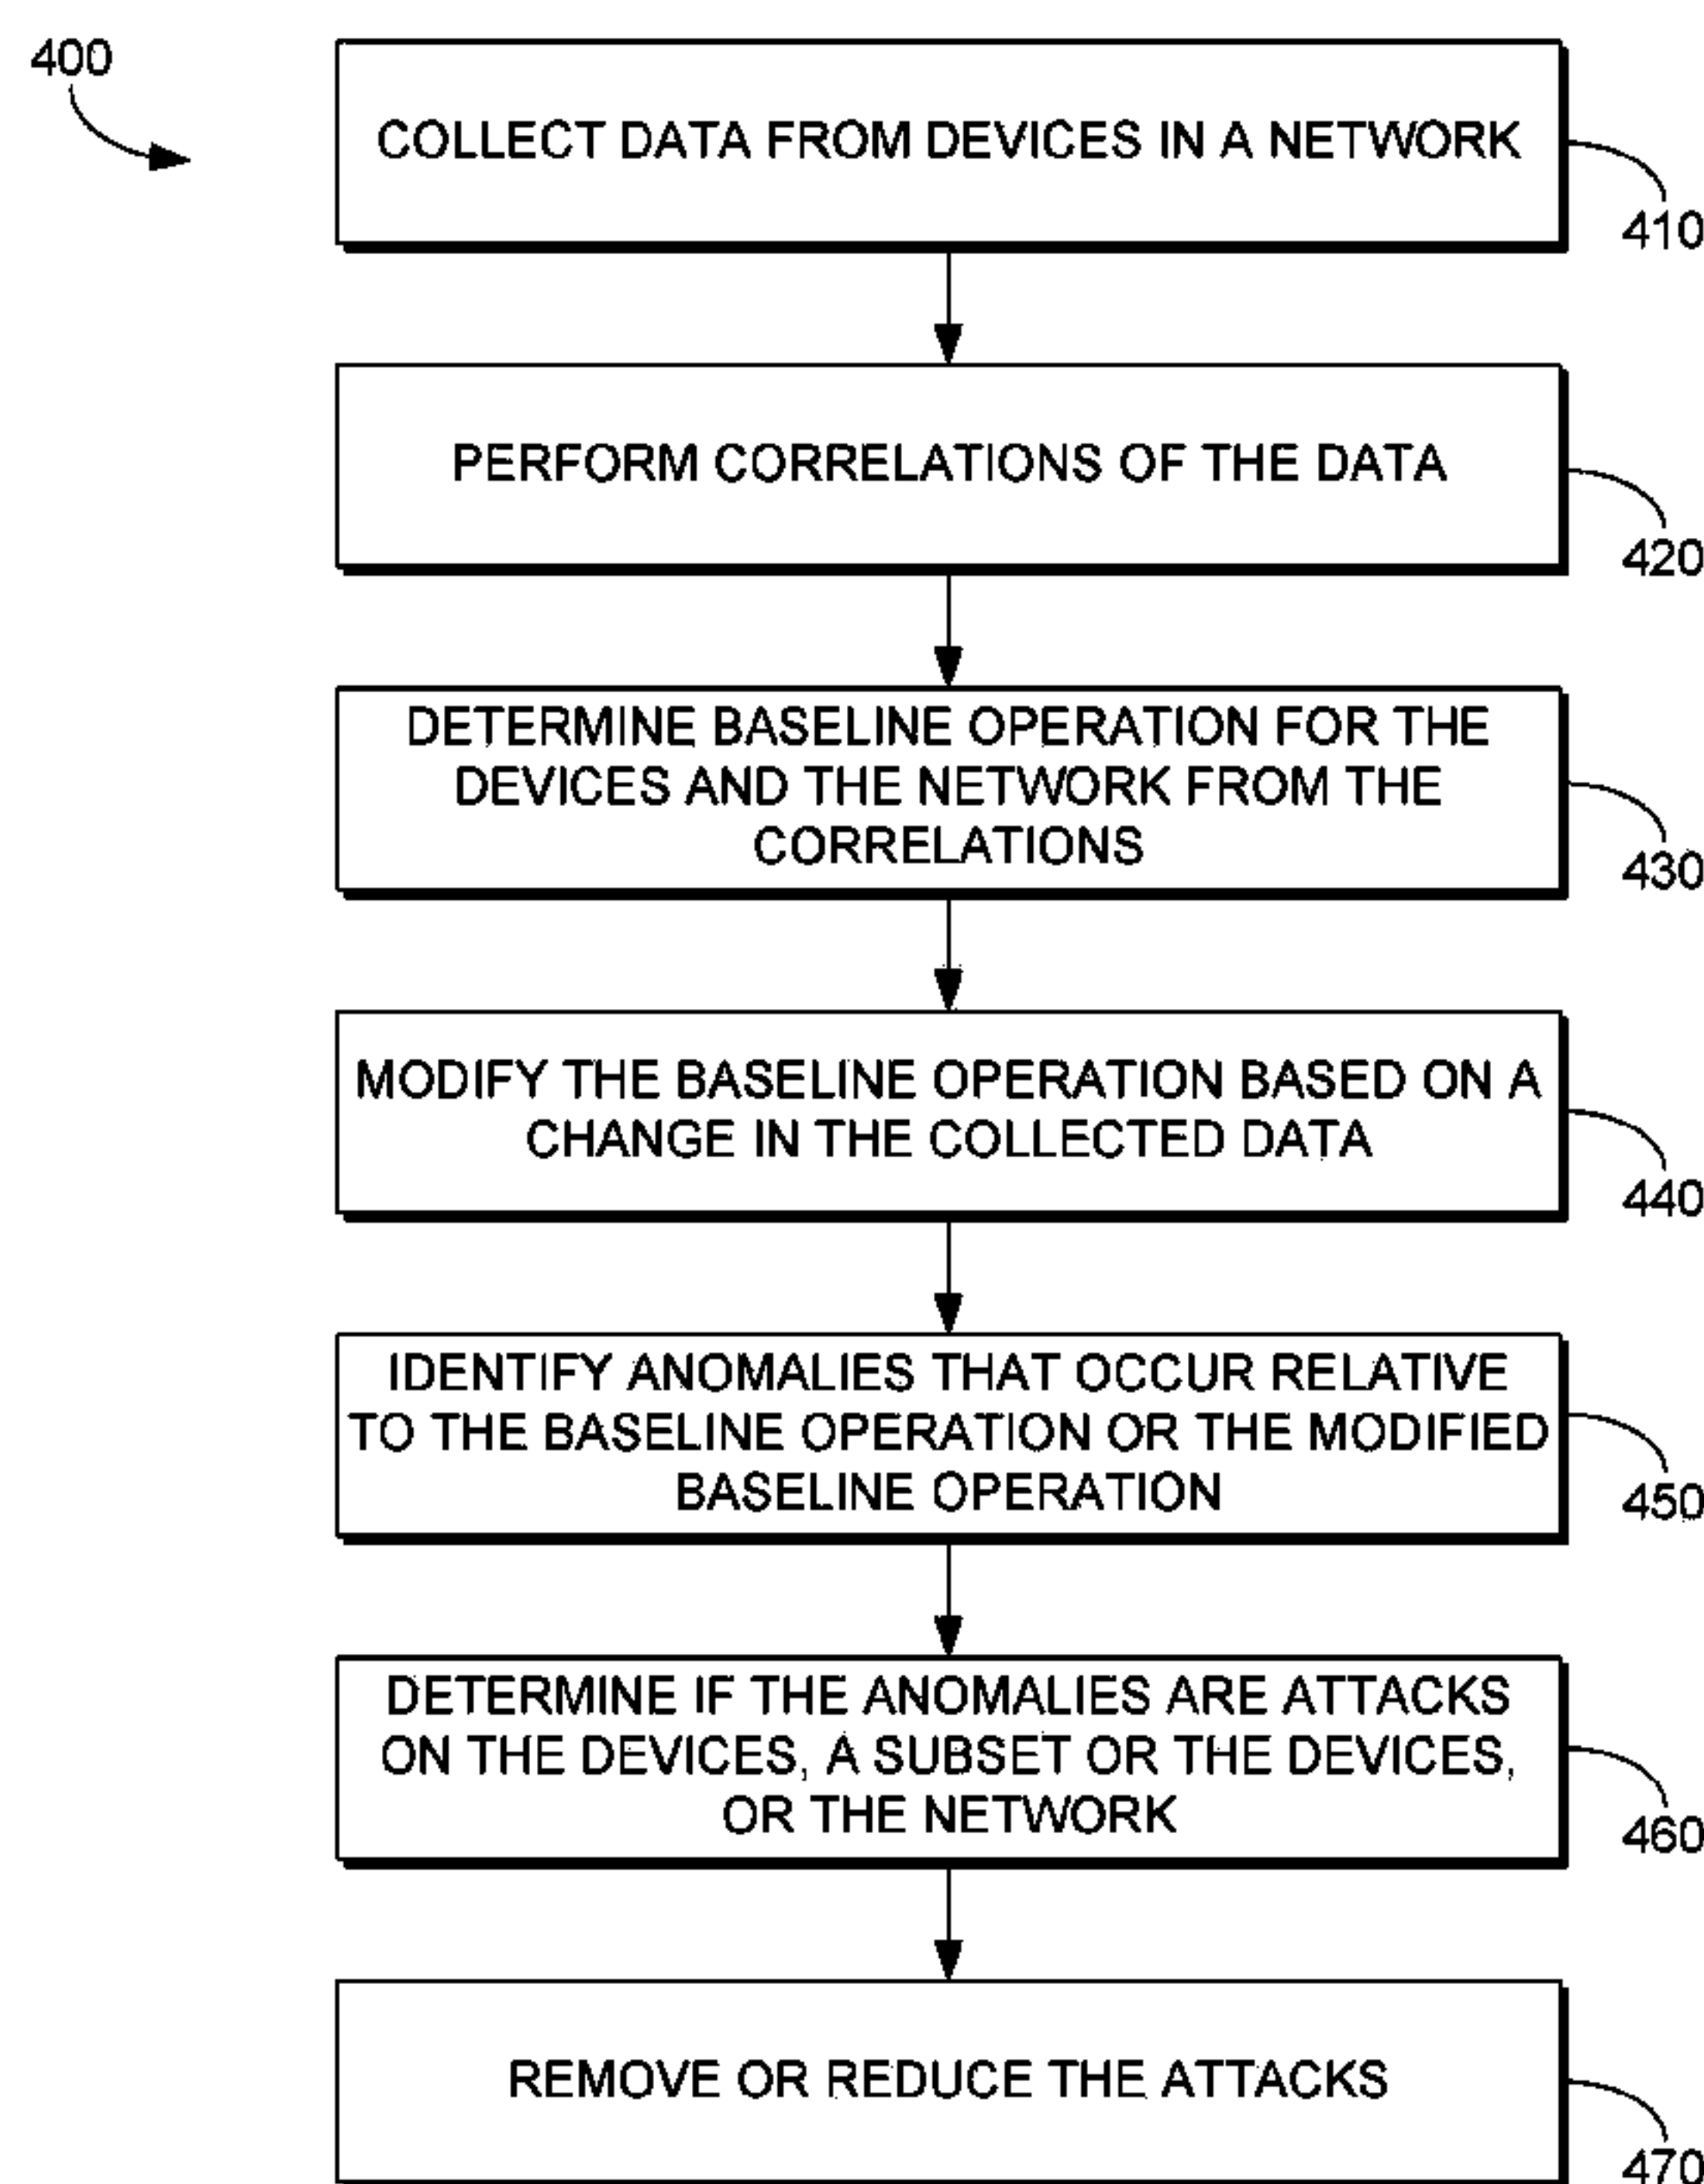 400
COLLECT DATA FROM DEVICES IN A NETWORK
410
PERFORM CORRELATIONS OF THE DATA
420
DETERMINE BASELINE OPERATION FOR THE
DEVICES AND THE NETWORK FROM THE
CORRELATIONS
430
MODIFY THE BASELINE OPERATION BASED ON A
CHANGE IN THE COLLECTED DATA
440
IDENTIFY ANOMALIES THAT OCCUR RELATIVE
TO THE BASELINE OPERATION OR THE MODIFIED
BASELINE OPERATION
450
DETERMINE IF THE ANOMALIES ARE ATTACKS
ON THE DEVICES, A SUBSET OR THE DEVICES,
OR THE NETWORK
460
REMOVE OR REDUCE THE ATTACKS
470